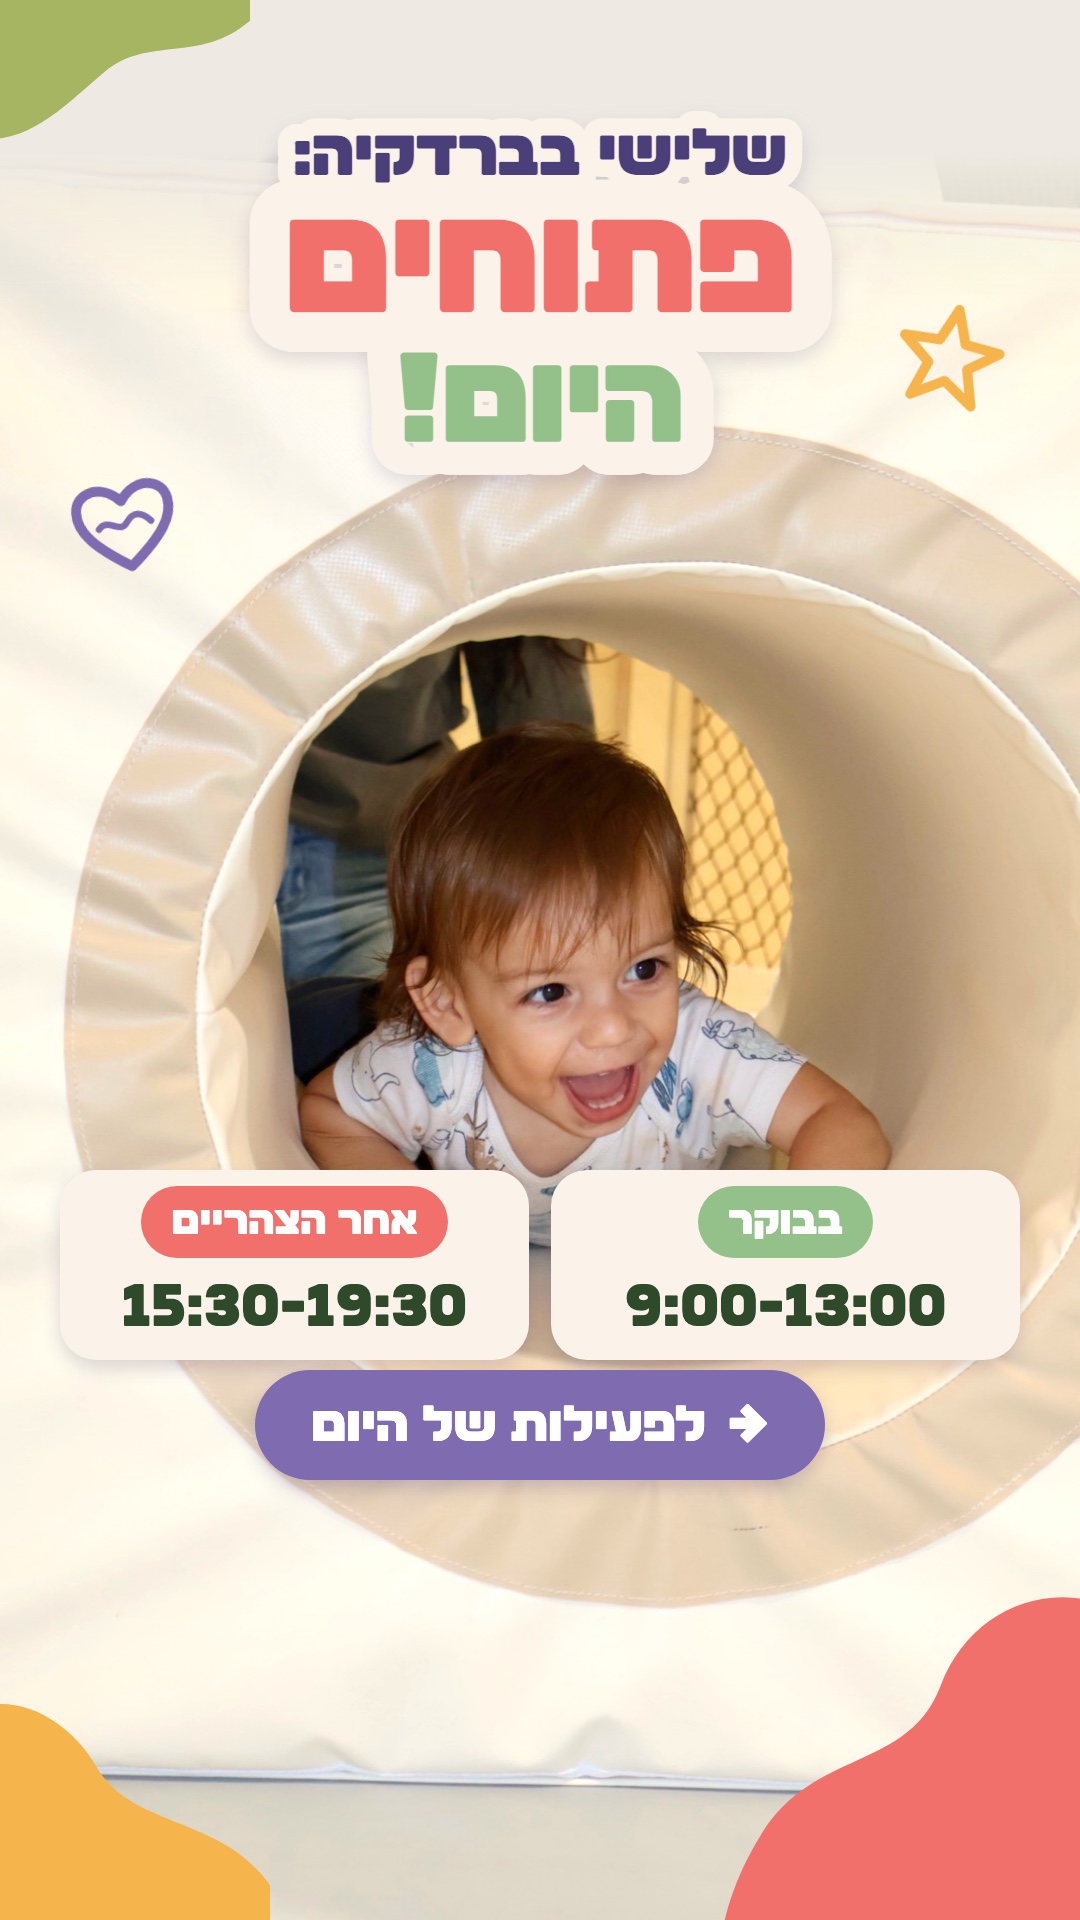 שלישי בברדקיה:
פתוחים
היום!
בבוקר
9:00-13:00
אחר הצהריים
15:30-19:30
→ לפעילות של היום